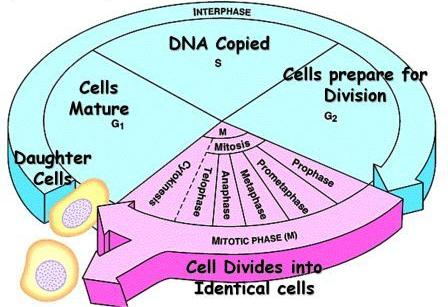 INTERPHASE
DNA Copied
S
Cells
Mature
G1
Cells prepare for
Division
G2
Daughter
Cells
M
Mitosis
Cytokinesis
Telophase
Anaphase
Metaphase
Prometaphase
Prophase
MITOTIC PHASE (M)
Cell Divides into
Identical cells